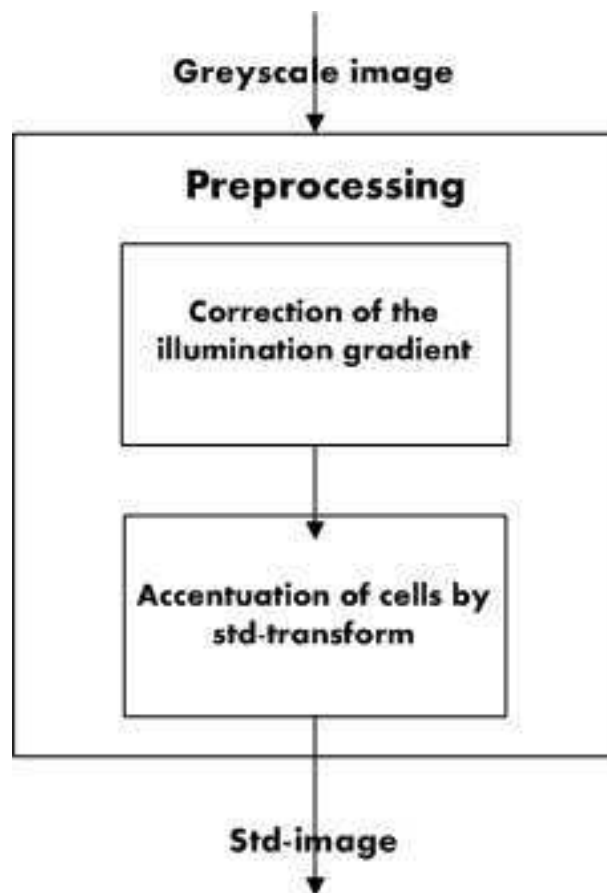 Greyscale image
Preprocessing
Correction of the
illumination gradient
Accentuation of cells by
std-transform
Std-image